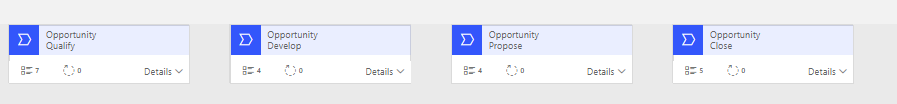 Opportunity
Qualify
7 0 Details
Opportunity
Develop
4 0 Details
Opportunity
Propose
4 0 Details
Opportunity
Close
5 0 Details